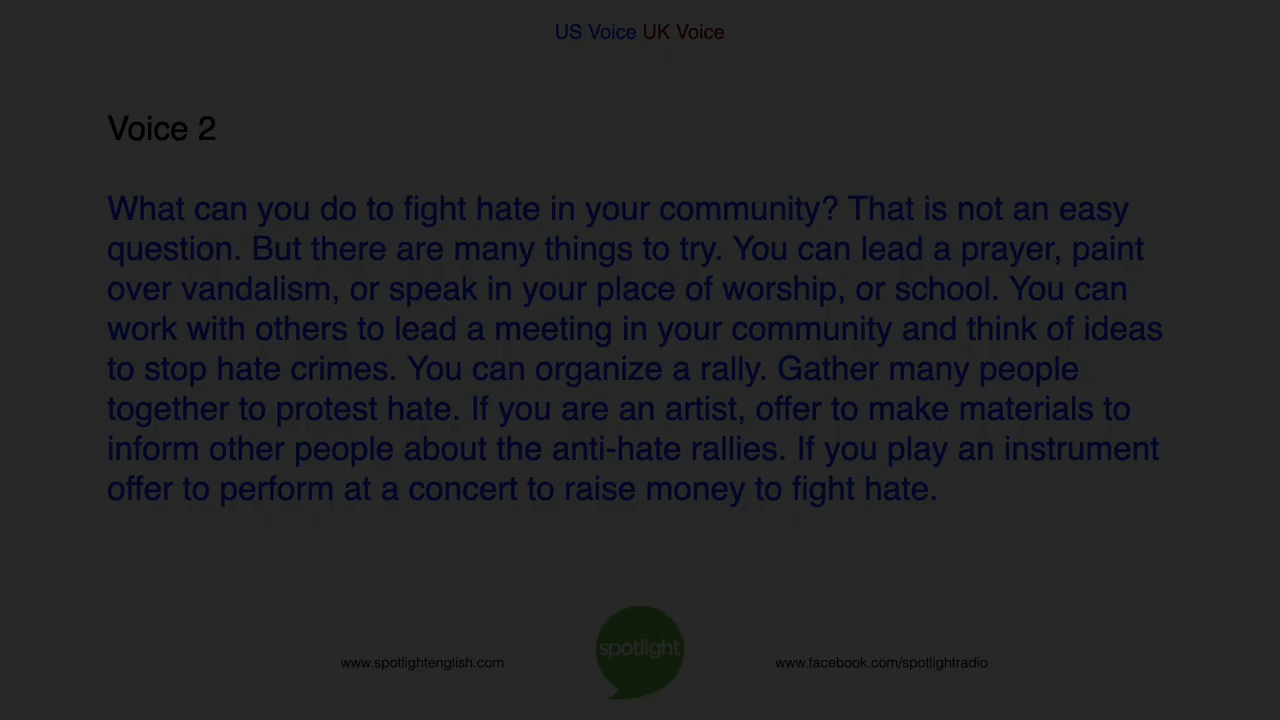 US Voice UK Voice
Voice 2
What can you do to fight hate in your community? That is not an easy
question. But there are many things to try. You can lead a prayer, paint
over vandalism, or speak in your place of worship, or school. You can
work with others to lead a meeting in your community and think of ideas
to stop hate crimes. You can organize a rally. Gather many people
together to protest hate. If you are an artist, offer to make materials to
inform other people about the anti-hate rallies. If you play an instrument
offer to perform at a concert to raise money to fight hate.
spotlight
www.spotlightenglish.com www.facebook.com/spotlightradio